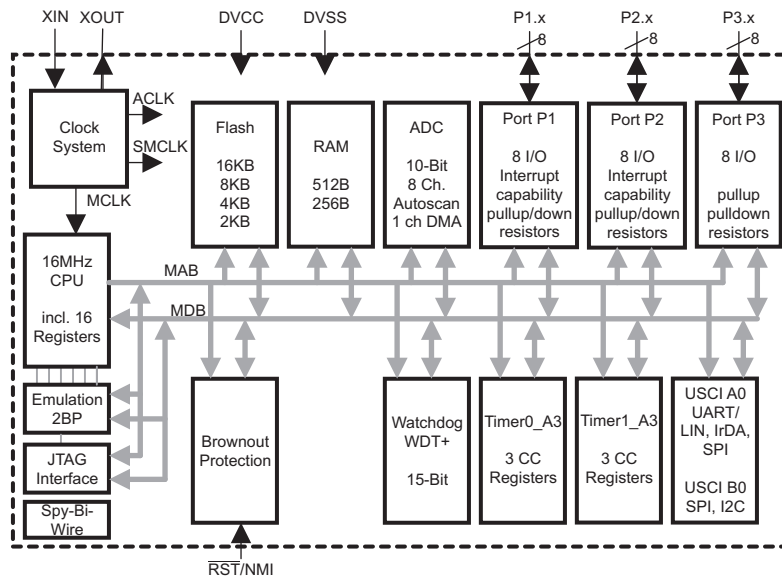 XIN
XOUT
DVCC
DVSS
P1.x
8
P2.x
8
P3.x
8
Clock
System
ACLK
SMCLK
MCLK
Flash
16KB
8KB
4KB
2KB
RAM
512B
256B
ADC
10-Bit
8 Ch.
Autoscan
1 ch DMA
Port P1
8 I/O
Interrupt
capability
pullup/down
resistors
Port P2
8 I/O
Interrupt
capability
pullup/down
resistors
Port P3
8 I/O
pullup
pulldown
resistors
16MHz
CPU
incl. 16
Registers
MAB
MDB
Emulation
2BP
JTAG
Interface
Spy-Bi-
Wire
Brownout
Protection
Watchdog
WDT+
15-Bit
Timer0_A3
3 CC
Registers
Timer1_A3
3 CC
Registers
USCI A0
UART/
LIN, IrDA,
SPI
USCI B0
SPI, I2C
RST/NMI